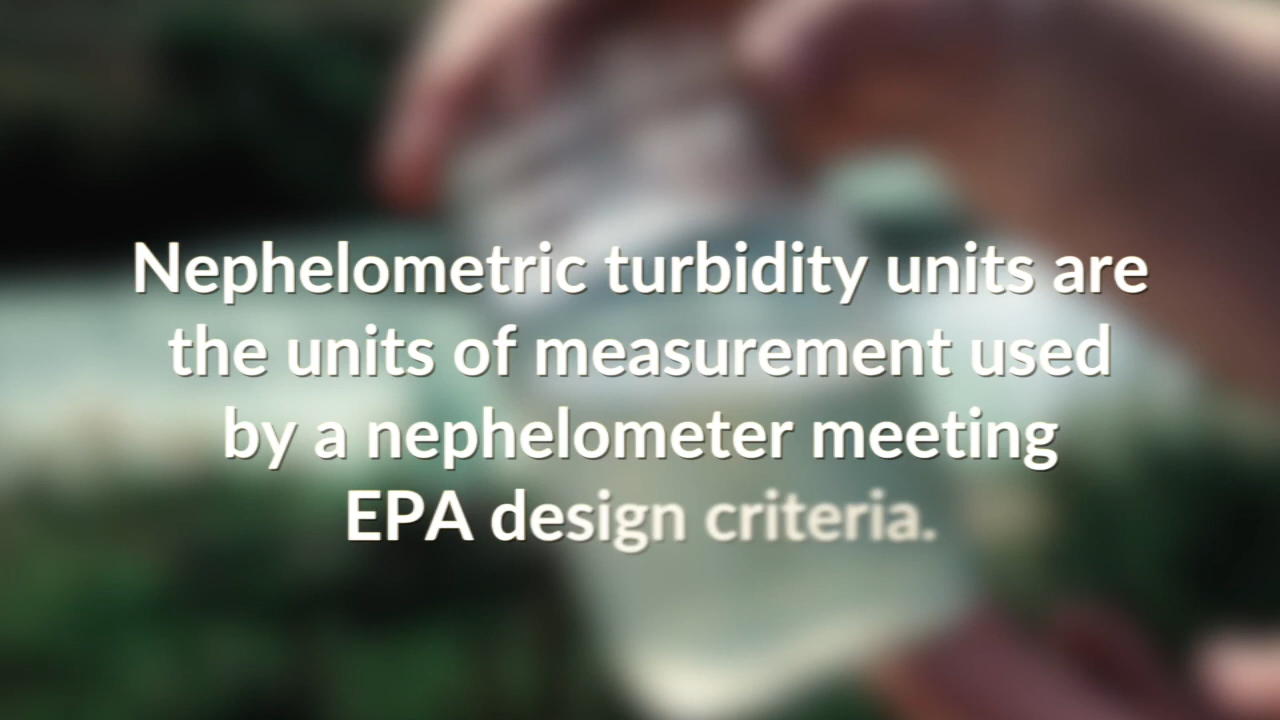 Nephelometric turbidity units are
the units of measurement used
by a nephelometer meeting
EPA design criteria.